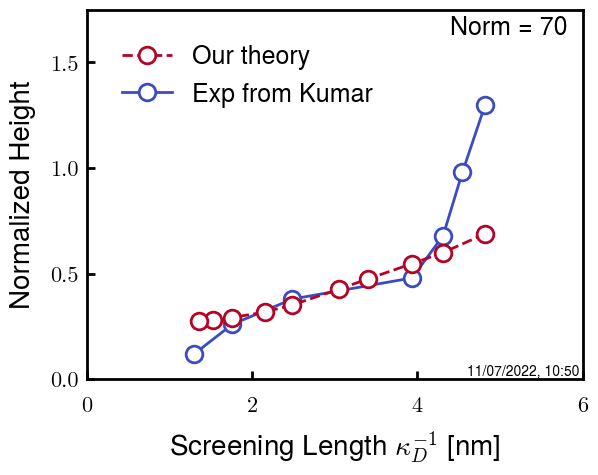 Norm = 70
Our theory
Exp from Kumar
Normalized Height
1.5
1.0
0.5
0.0
11/07/2022, 10:50
0 2 4 6
Screening Length κ_D^{-1} [nm]